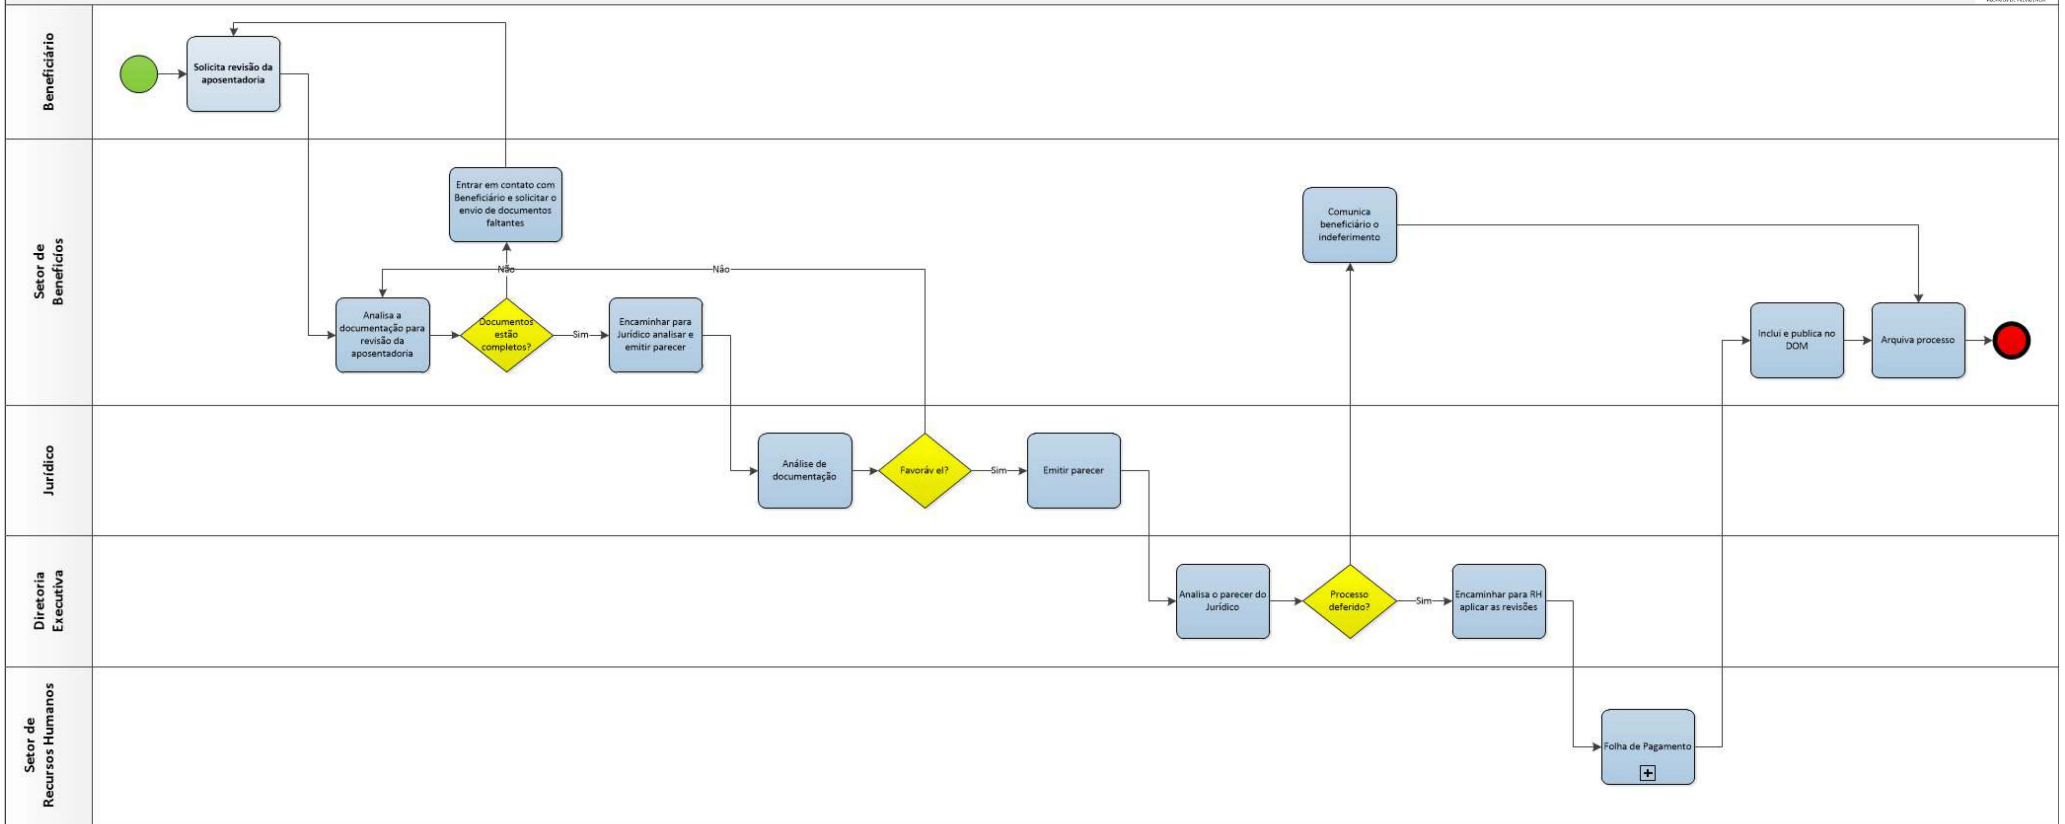 Beneficiário
Solicita revisão da
aposentadoria
Setor de
Benefícios
Entrar em contato com
Beneficiário e solicitar o
envio de documentos
faltantes
Comunica
beneficiário o
indeferimento
Não
Não
Analisa a
documentação para
revisão da
aposentadoria
Documentos
estão
completos?
Sim
Encaminhar para
Jurídico analisar e
emitir parecer
Inclui e publica no
DOM
Arquiva processo
Jurídico
Análise de
documentação
Favoráv el?
Sim
Emitir parecer
Diretoria
Executiva
Analisa o parecer do
Jurídico
Processo
deferido?
Sim
Encaminhar para RH
aplicar as revisões
Setor de
Recursos Humanos
Folha de Pagamento